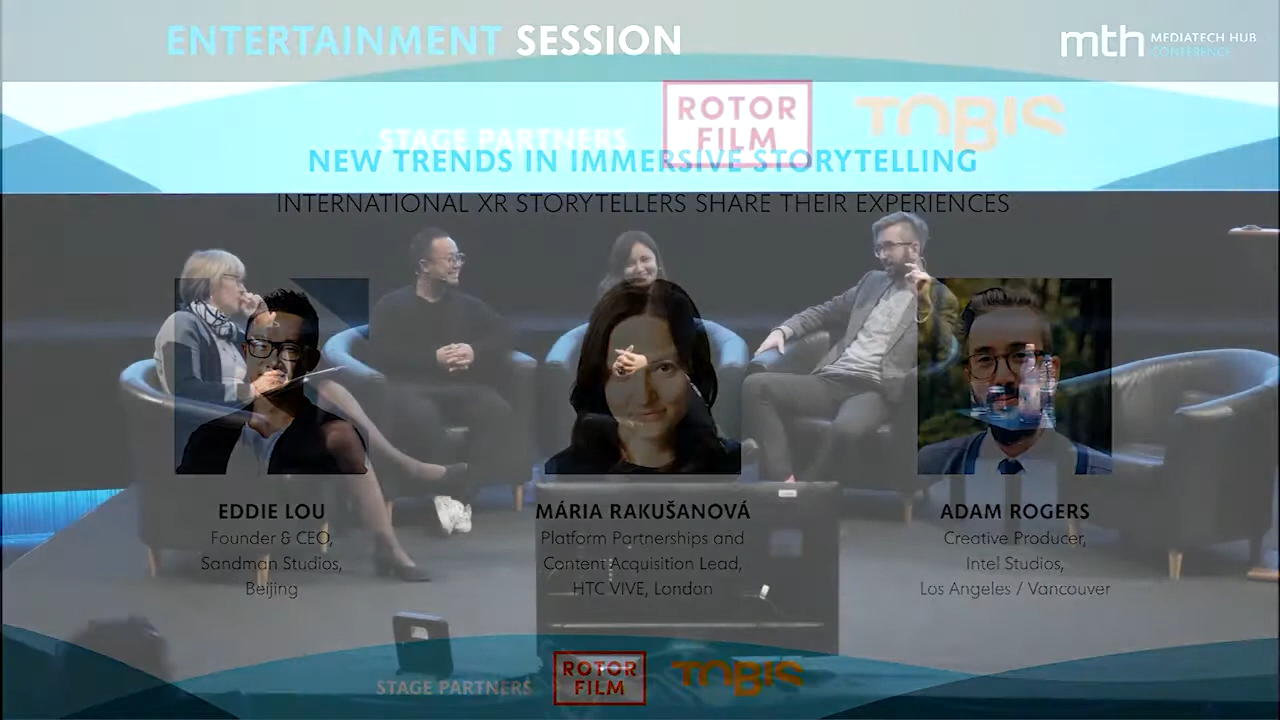 ENTERTAINMENT SESSION
mth MEDIATECH HUB
CONFERENCE
STAGE PARTNERS
ROTOR
FILM
TOBIS
NEW TRENDS IN IMMERSIVE STORYTELLING
INTERNATIONAL XR STORYTELLERS SHARE THEIR EXPERIENCES
EDDIE LOU
Founder & CEO,
Sandman Studios,
Beijing
MÁRIA RAKUŠANOVÁ
Platform Partnerships and
Content Acquisition Lead,
HTC VIVE, London
ADAM ROGERS
Creative Producer,
Intel Studios,
Los Angeles / Vancouver
STAGE PARTNERS
ROTOR
FILM
TOBIS